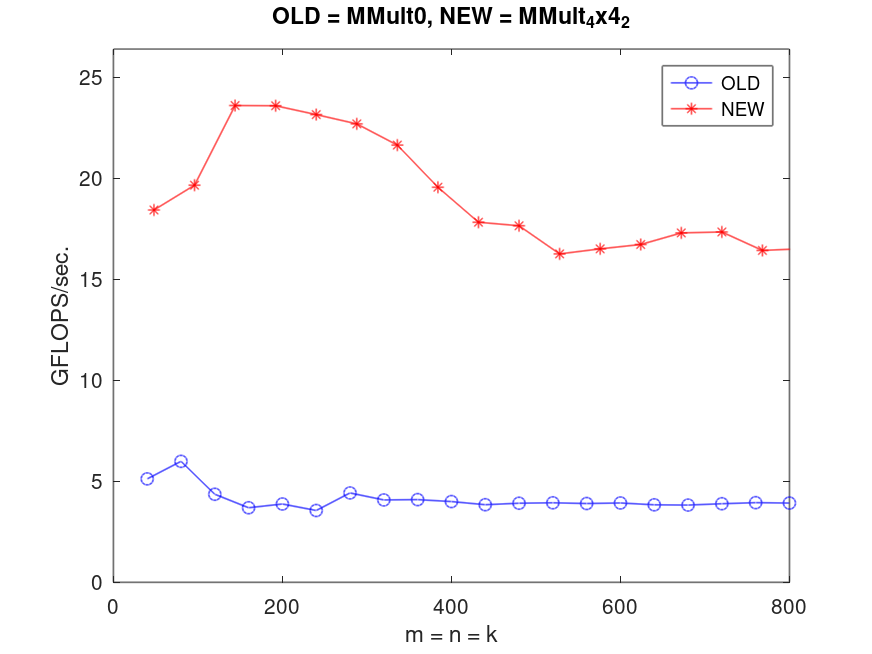 OLD = MMult0, NEW = MMult₄x4₂
OLD
NEW
GFLOPS/sec.
25
20
15
10
5
0
0 200 400 600 800
m = n = k